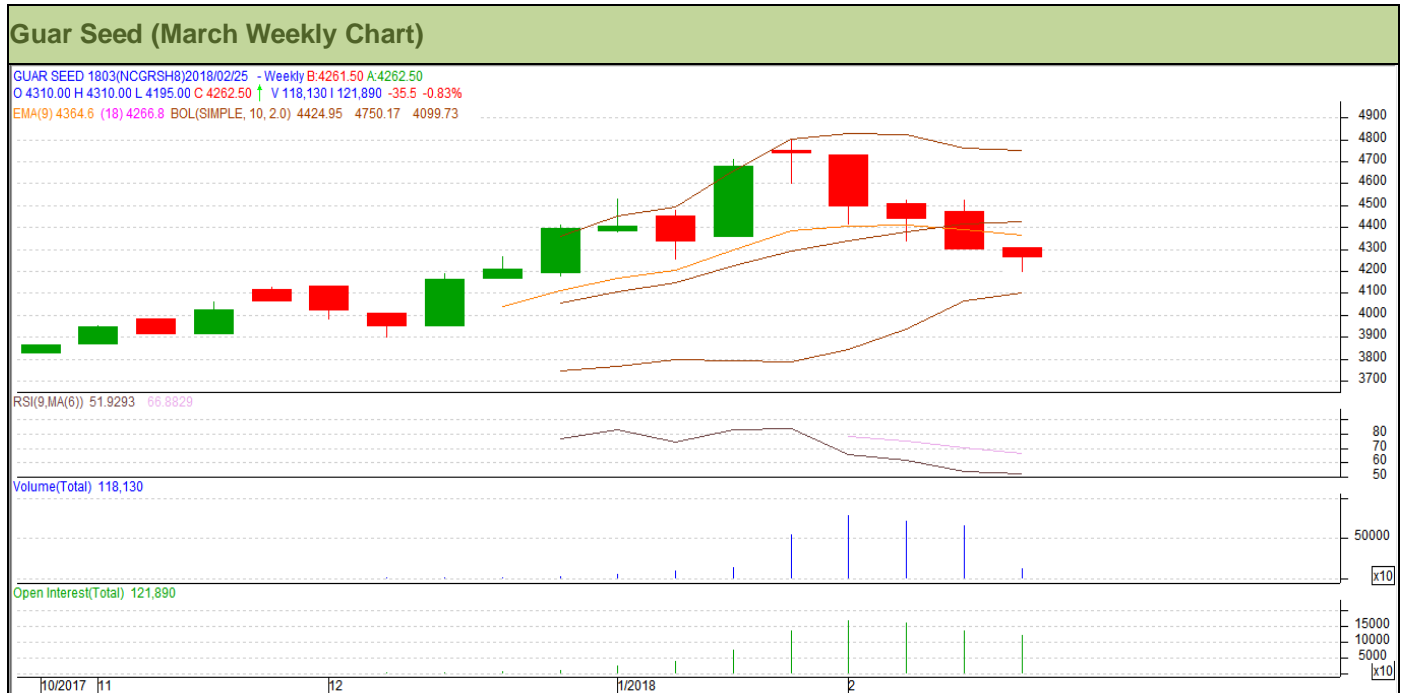 Guar Seed (March Weekly Chart)
GUAR SEED 1803(NCGRSH8)2018/02/25 - Weekly B:4261.50 A:4262.50
O 4310.00 H 4310.00 L 4195.00 C 4262.50 ↑ V 118,130 I 121,890 -35.5 -0.83%
EMA(9) 4364.6 (18) 4266.8 BOL(SIMPLE, 10, 2.0) 4424.95 4750.17 4099.73
4900
4800
4700
4600
4500
4400
4300
4200
4100
4000
3900
3800
3700
RSI(9,MA(6)) 51.9293 66.8829
80
70
60
50
Volume(Total) 118,130
50000
x10
Open Interest(Total) 121,890
15000
10000
5000
x10
10/2017 11 12 1/2018 2